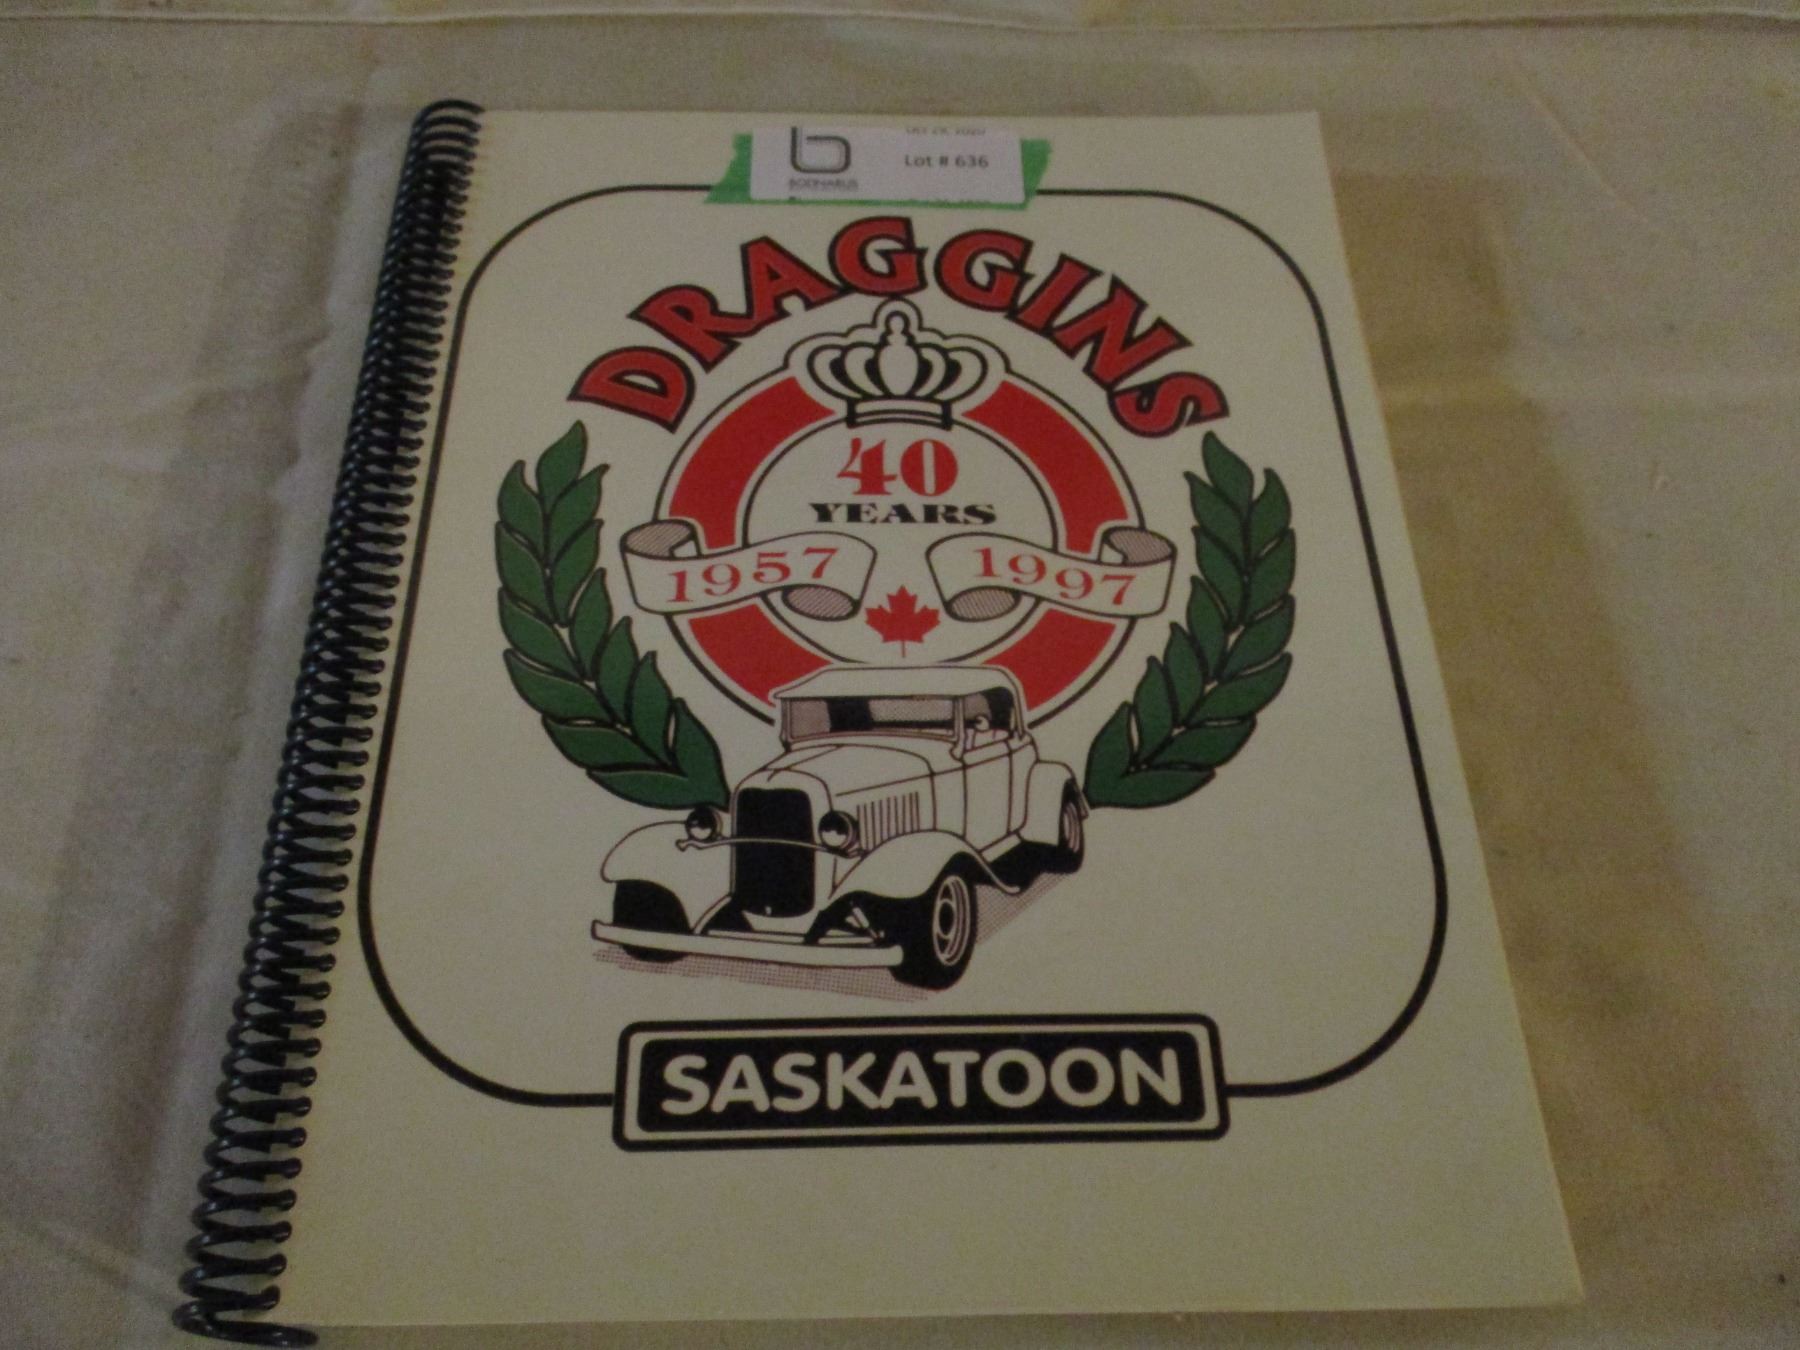 Lot # 636
DRAGGINS
40
YEARS
1957 1997
SASKATOON